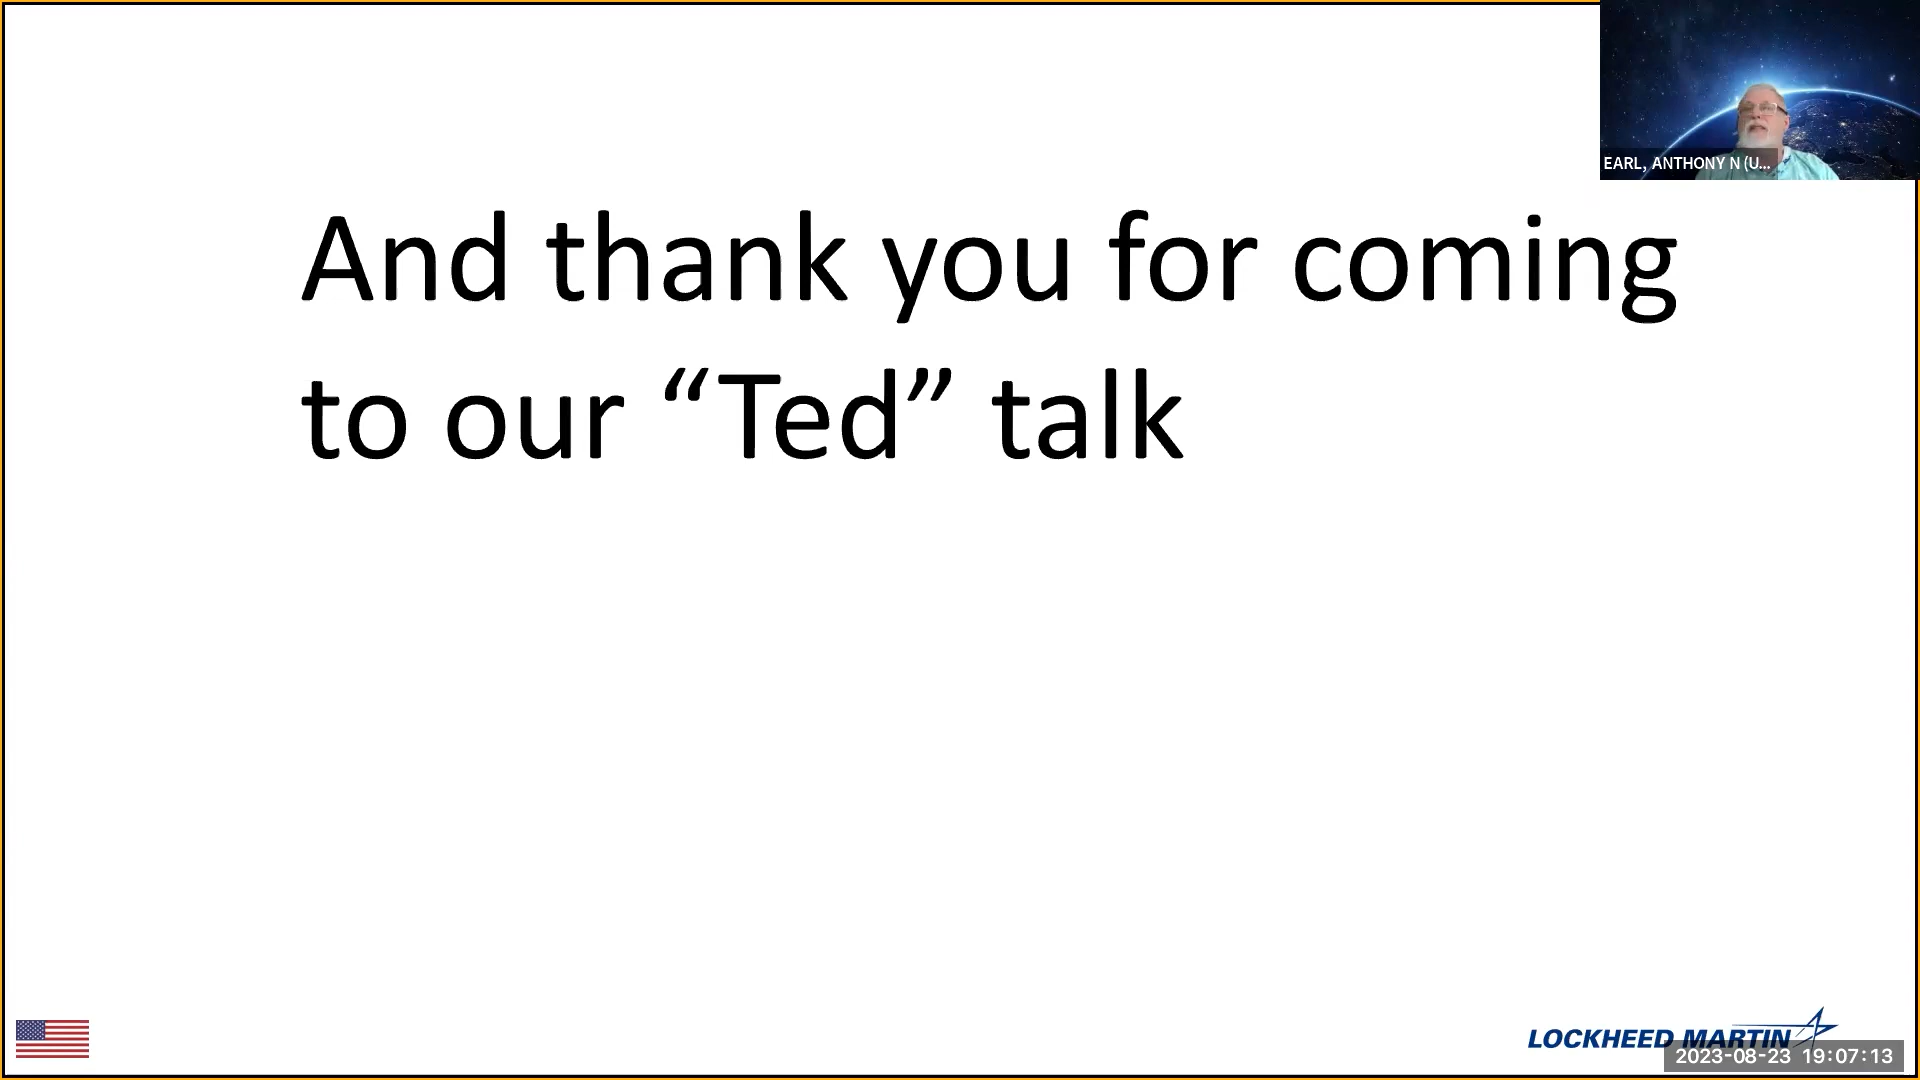 EARL, ANTHONY N (U...
And thank you for coming
to our “Ted” talk
LOCKHEED MARTIN
2023-08-23 19:07:13